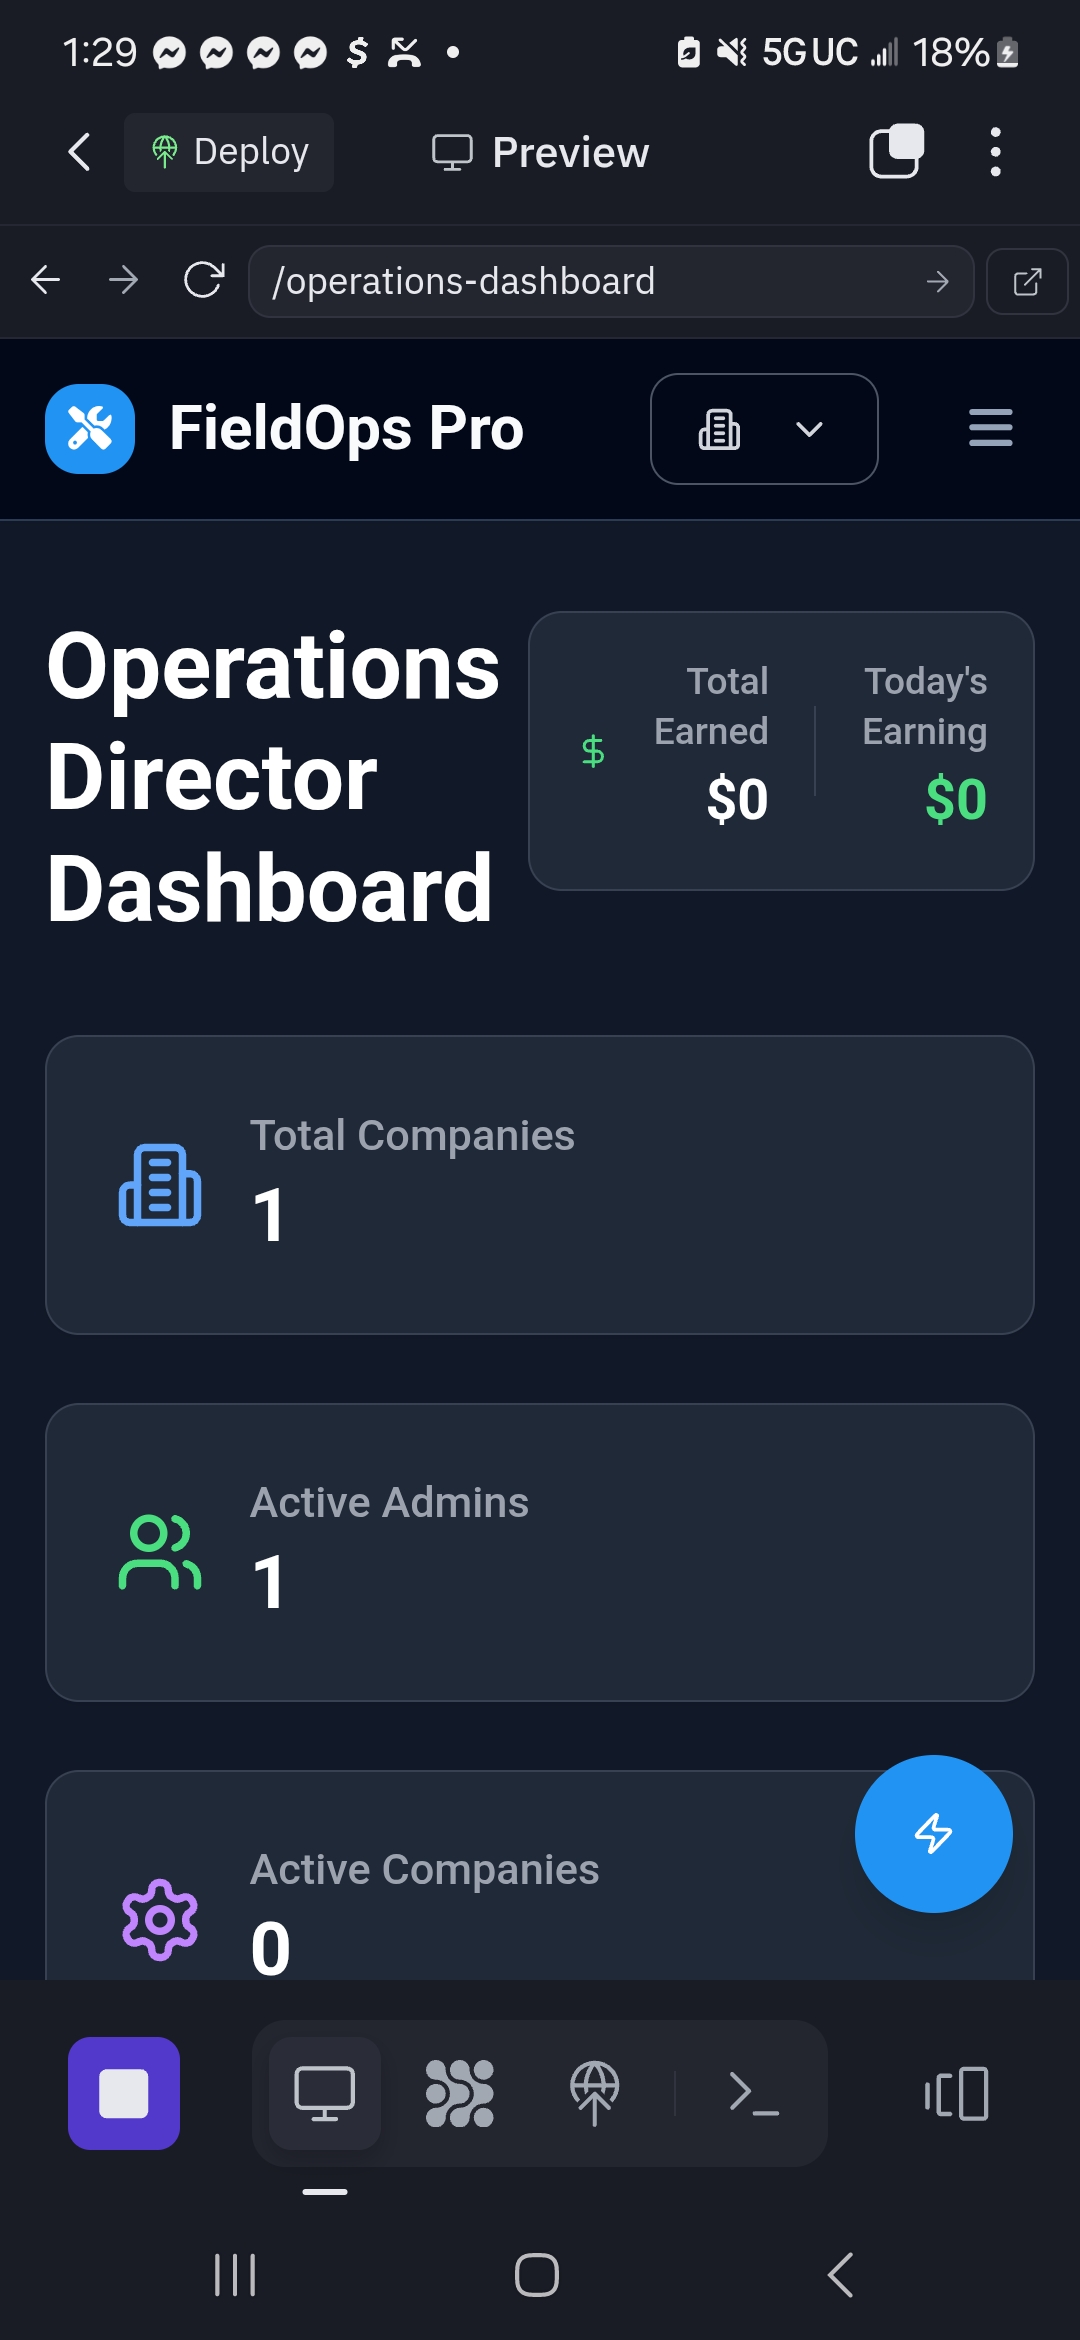 1:29 5G UC 18%
Deploy Preview
/operations-dashboard
FieldOps Pro
Operations
Director
Dashboard
Total
Earned
$0
Today's
Earning
$0
Total Companies
1
Active Admins
1
Active Companies
0